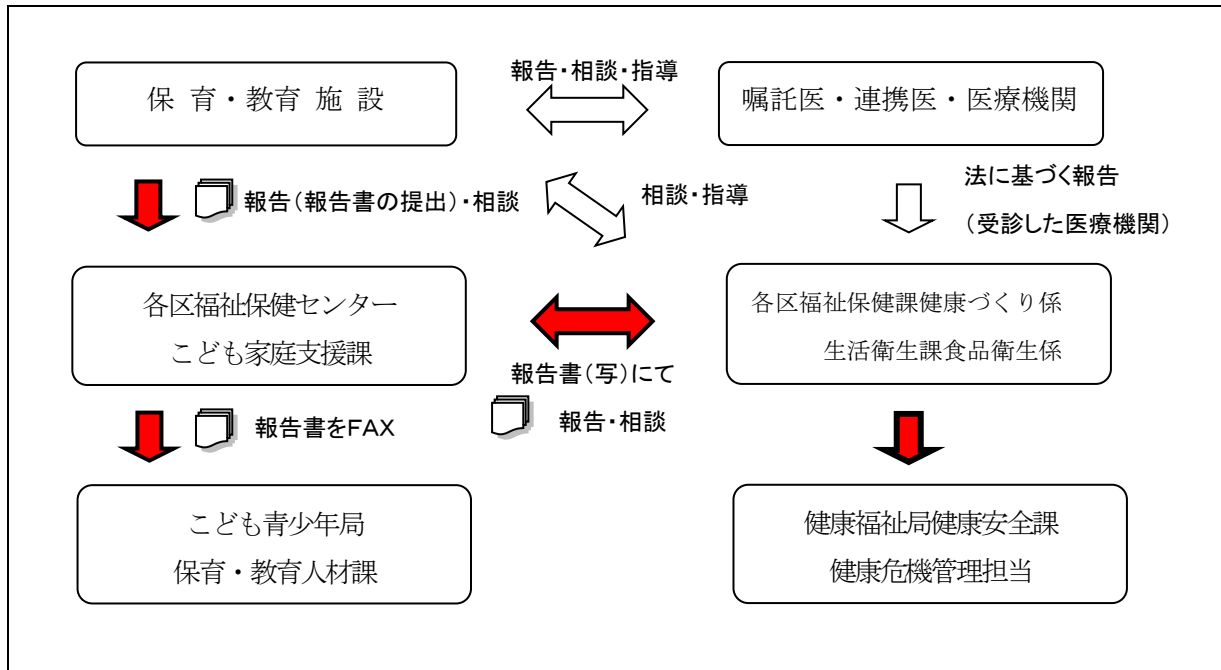 保 育・教 育 施 設
報告・相談・指導
嘱託医・連携医・医療機関
報告(報告書の提出)・相談
相談・指導
法に基づく報告
(受診した医療機関)
各区福祉保健センター
こども家庭支援課
各区福祉保健課健康づくり係
生活衛生課食品衛生係
報告書(写)にて
報告・相談
報告書をFAX
こども青少年局
保育・教育人材課
健康福祉局健康安全課
健康危機管理担当